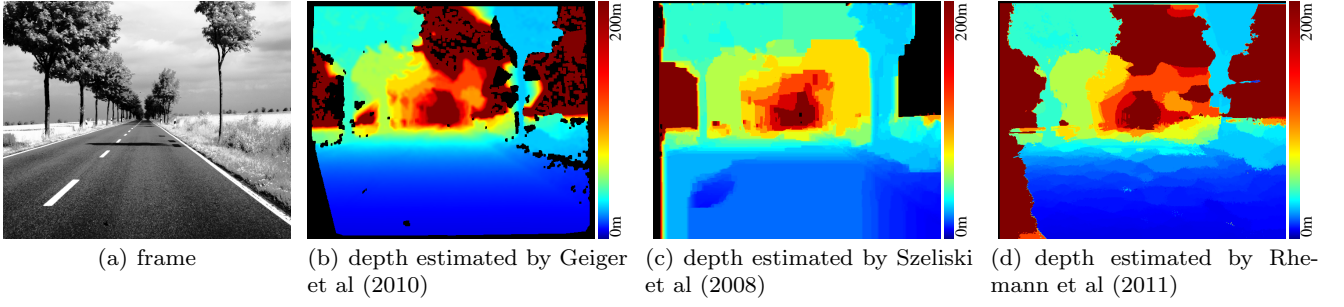 200m
0m
200m
0m
200m
0m
(a) frame
(b) depth estimated by Geiger
et al (2010)
(c) depth estimated by Szeliski
et al (2008)
(d) depth estimated by Rhe-
mann et al (2011)